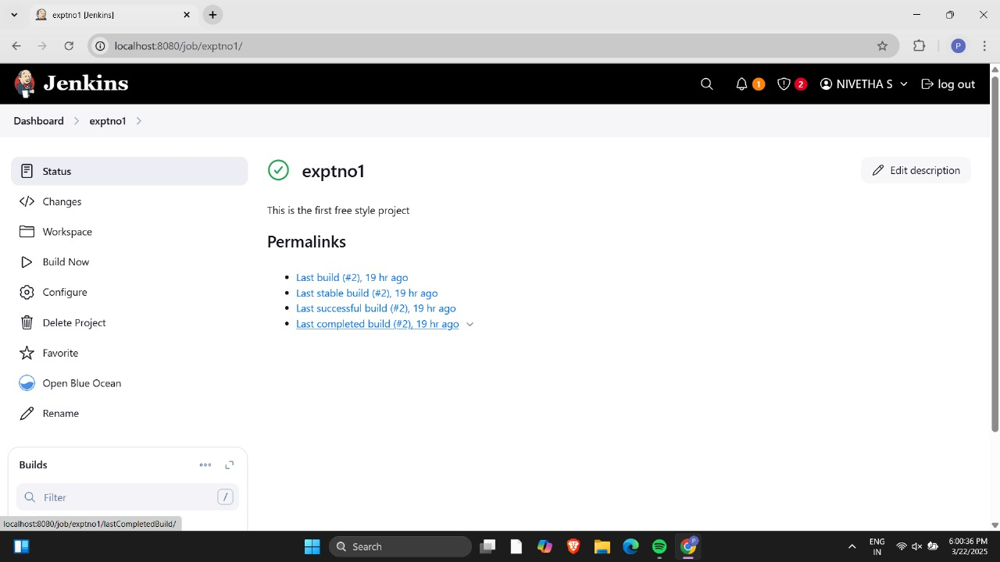 exptno1 [Jenkins]
localhost:8080/job/exptno1/
Jenkins
1
2
NIVETHA S
log out
Dashboard
exptno1
Status
Changes
Workspace
Build Now
Configure
Delete Project
Favorite
Open Blue Ocean
Rename
exptno1
Edit description
This is the first free style project
Permalinks
Last build (#2), 19 hr ago
Last stable build (#2), 19 hr ago
Last successful build (#2), 19 hr ago
Last completed build (#2), 19 hr ago
Builds
Filter
/
localhost:8080/job/exptno1/lastCompletedBuild/
P
Search
P
ENG
IN
6:00:36 PM
3/22/2025